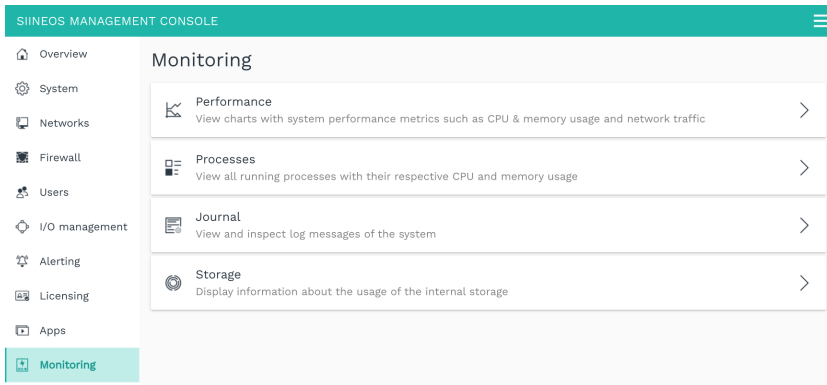 SIINEOS MANAGEMENT CONSOLE
Overview
System
Networks
Firewall
Users
I/O management
Alerting
Licensing
Apps
Monitoring
Monitoring
Performance
View charts with system performance metrics such as CPU & memory usage and network traffic
Processes
View all running processes with their respective CPU and memory usage
Journal
View and inspect log messages of the system
Storage
Display information about the usage of the internal storage